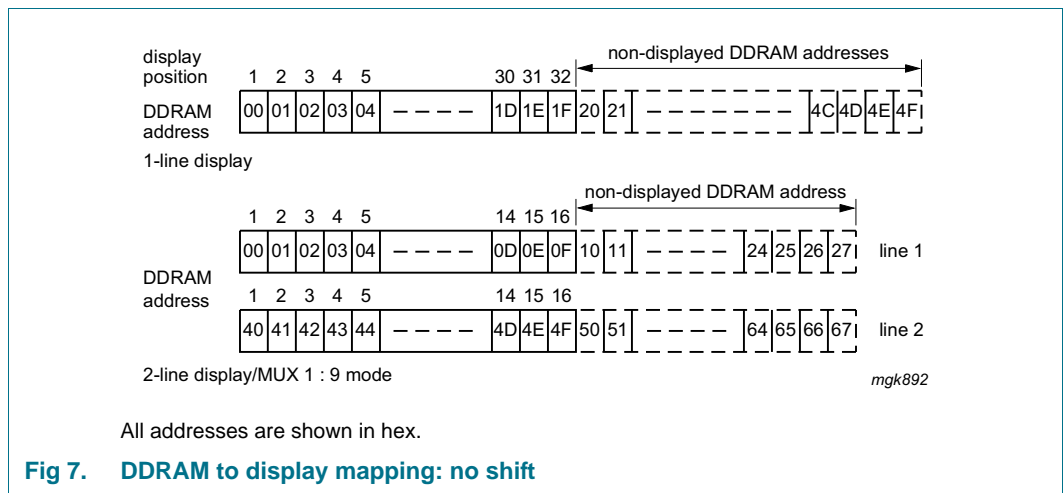 display
position 1 2 3 4 5 30 31 32 non-displayed DDRAM addresses
DDRAM
address 00 01 02 03 04 1D 1E 1F 20 21 4C 4D 4E 4F
1-line display
non-displayed DDRAM address
1 2 3 4 5 14 15 16
00 01 02 03 04 0D 0E 0F 10 11 24 25 26 27 line 1
DDRAM
address
1 2 3 4 5 14 15 16
40 41 42 43 44 4D 4E 4F 50 51 64 65 66 67 line 2
2-line display/MUX 1 : 9 mode
mgk892
All addresses are shown in hex.
Fig 7. DDRAM to display mapping: no shift